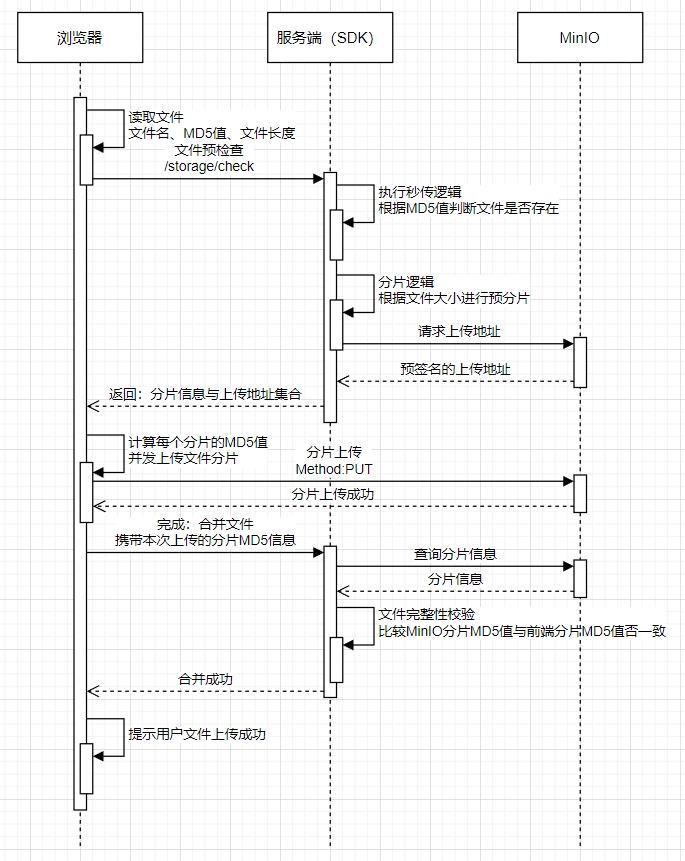 浏览器
服务端（SDK）
MinIO
读取文件
文件名、MD5值、文件长度
文件预检查
/storage/check
执行秒传逻辑
根据MD5值判断文件是否存在
分片逻辑
根据文件大小进行预分片
请求上传地址
预签名的上传地址
返回：分片信息与上传地址集合
计算每个分片的MD5值
并发上传文件分片
分片上传
Method:PUT
分片上传成功
完成：合并文件
携带本次上传的分片MD5信息
查询分片信息
分片信息
文件完整性校验
比较MinIO分片MD5值与前端分片MD5值否一致
合并成功
提示用户文件上传成功